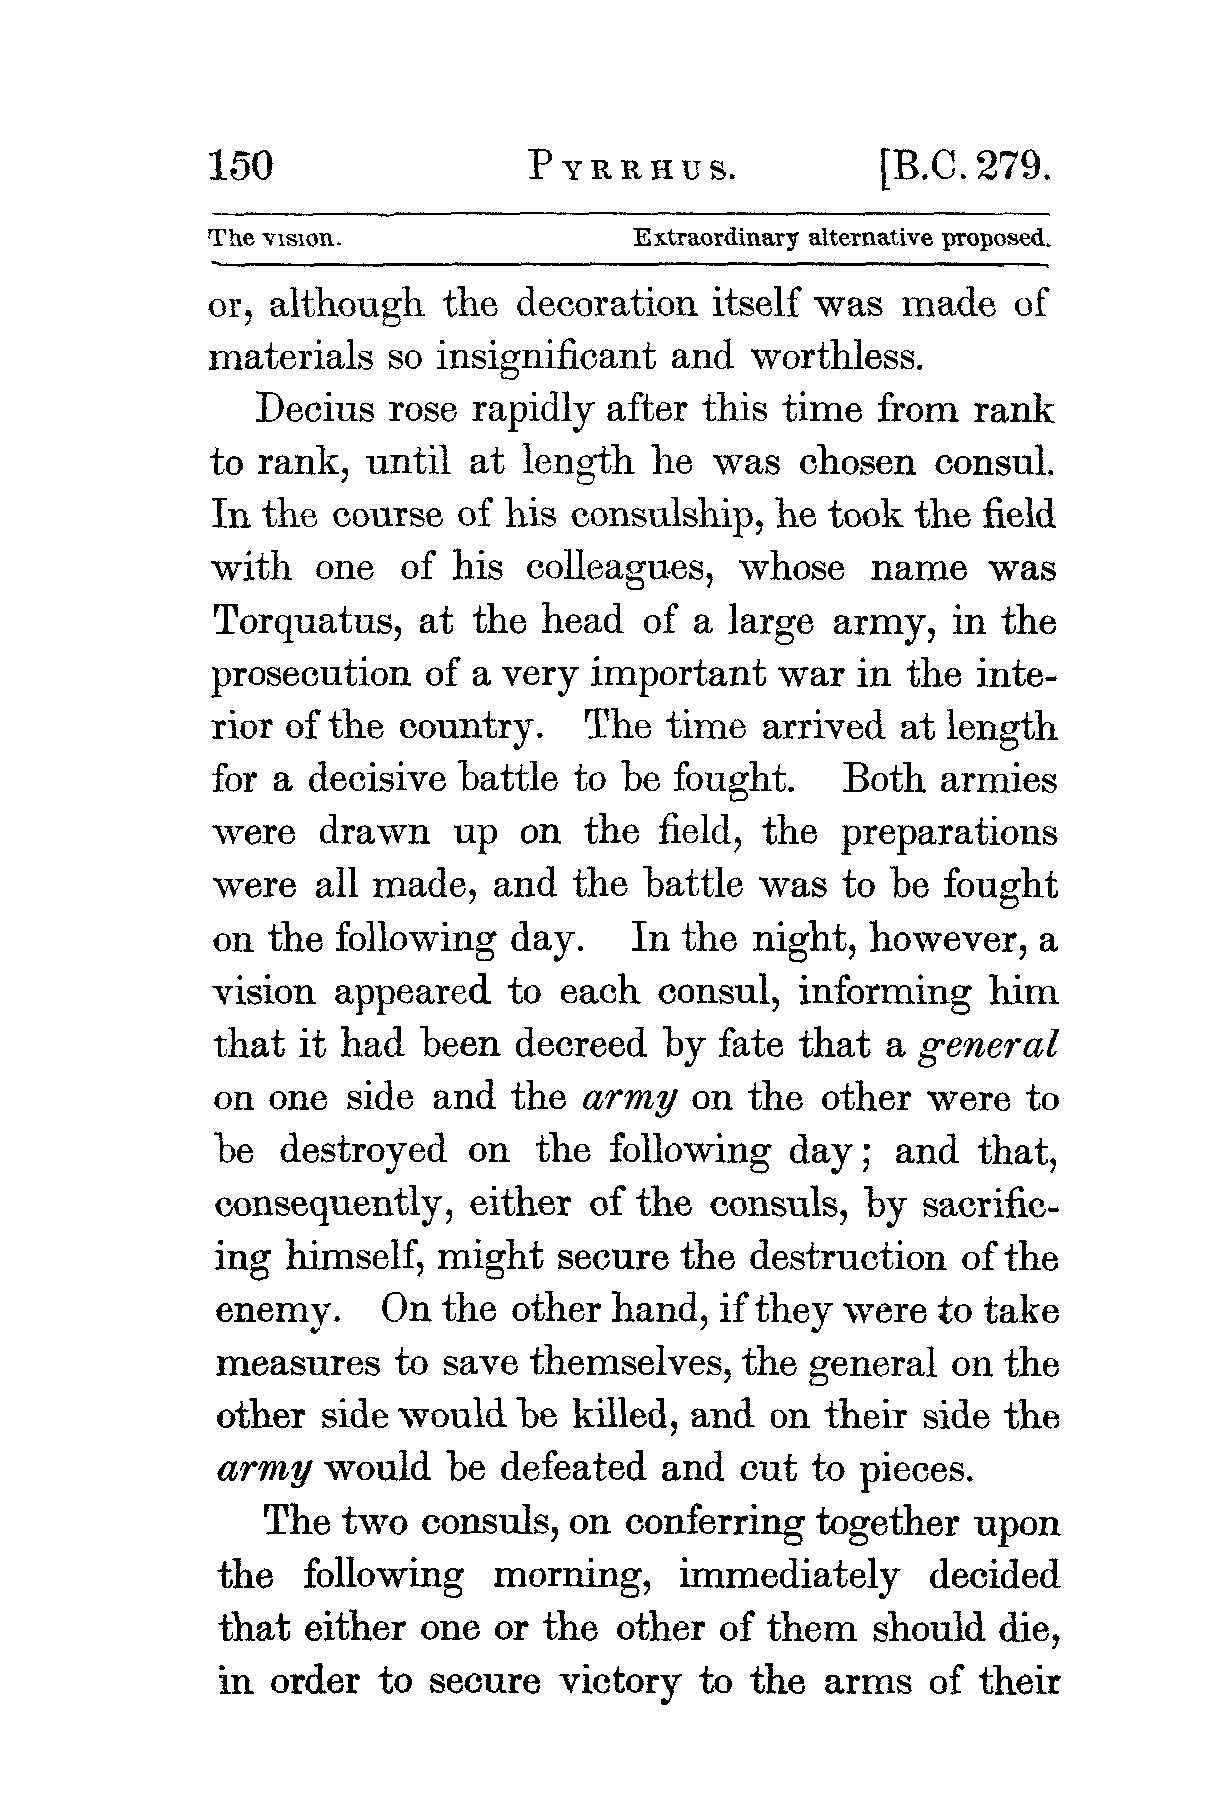 150 PYRRHUS. [B.C. 279.
The vision. Extraordinary alternative proposed.
or, although the decoration itself was made of
materials so insignificant and worthless.
Decius rose rapidly after this time from rank
to rank, until at length he was chosen consul.
In the course of his consulship, he took the field
with one of his colleagues, whose name was
Torquatus, at the head of a large army, in the
prosecution of a very important war in the inte-
rior of the country. The time arrived at length
for a decisive battle to be fought. Both armies
were drawn up on the field, the preparations
were all made, and the battle was to be fought
on the following day. In the night, however, a
vision appeared to each consul, informing him
that it had been decreed by fate that a general
on one side and the army on the other were to
be destroyed on the following day; and that,
consequently, either of the consuls, by sacrific-
ing himself, might secure the destruction of the
enemy. On the other hand, if they were to take
measures to save themselves, the general on the
other side would be killed, and on their side the
army would be defeated and cut to pieces.
The two consuls, on conferring together upon
the following morning, immediately decided
that either one or the other of them should die,
in order to secure victory to the arms of their